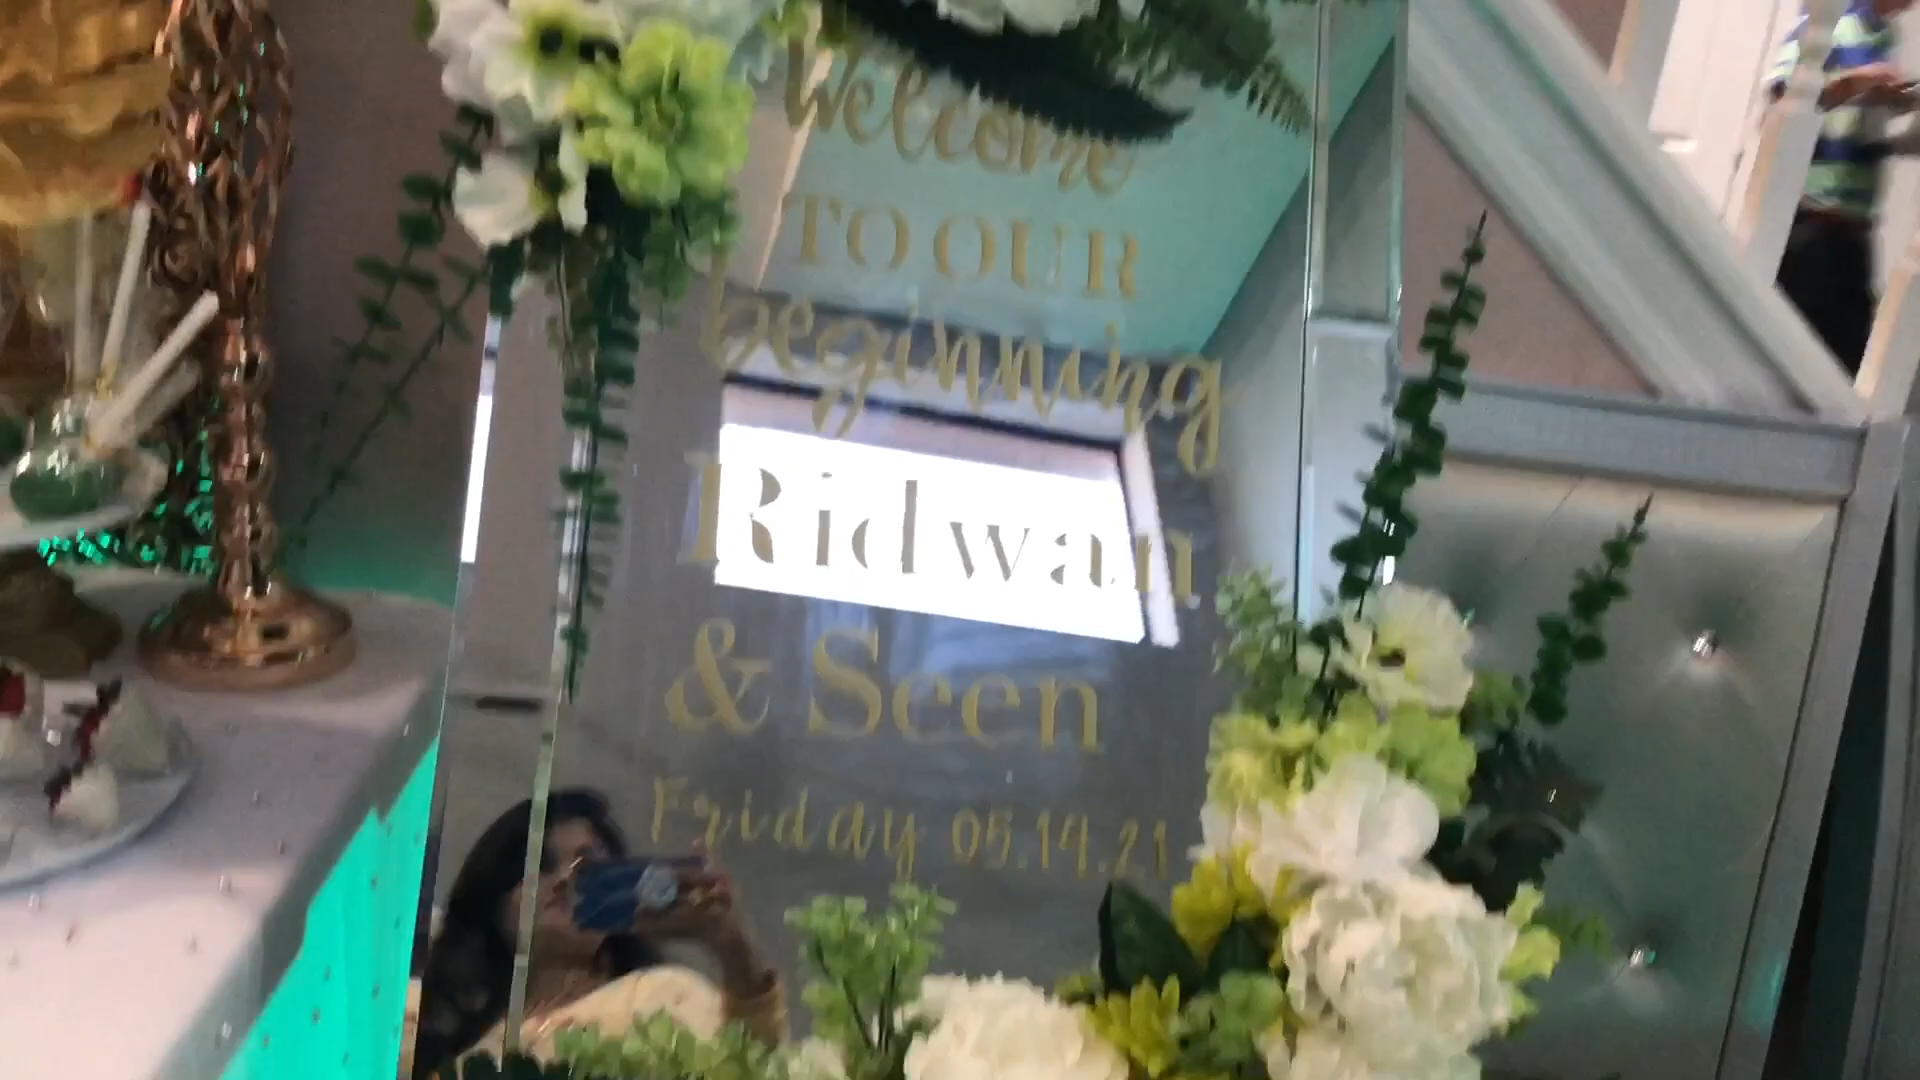 Welcome
TO OUR
beginning
Ridwan
& Seen
Friday 05.14.21